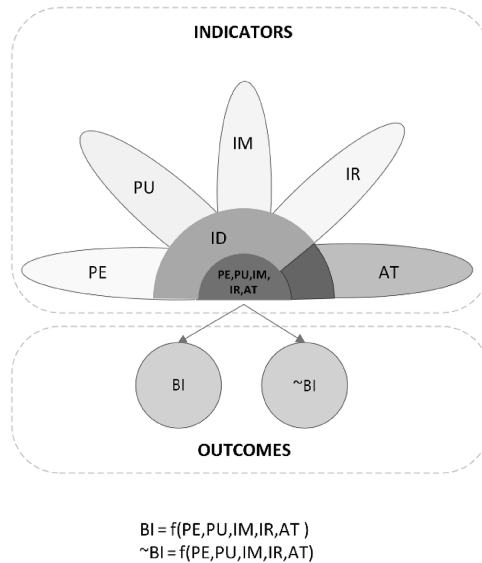 INDICATORS
IM
PU
IR
ID
PE
PE,PU,IM,
IR,AT
AT
BI
~BI
OUTCOMES
BI = f(PE,PU,IM,IR,AT )
~BI = f(PE,PU,IM,IR,AT)